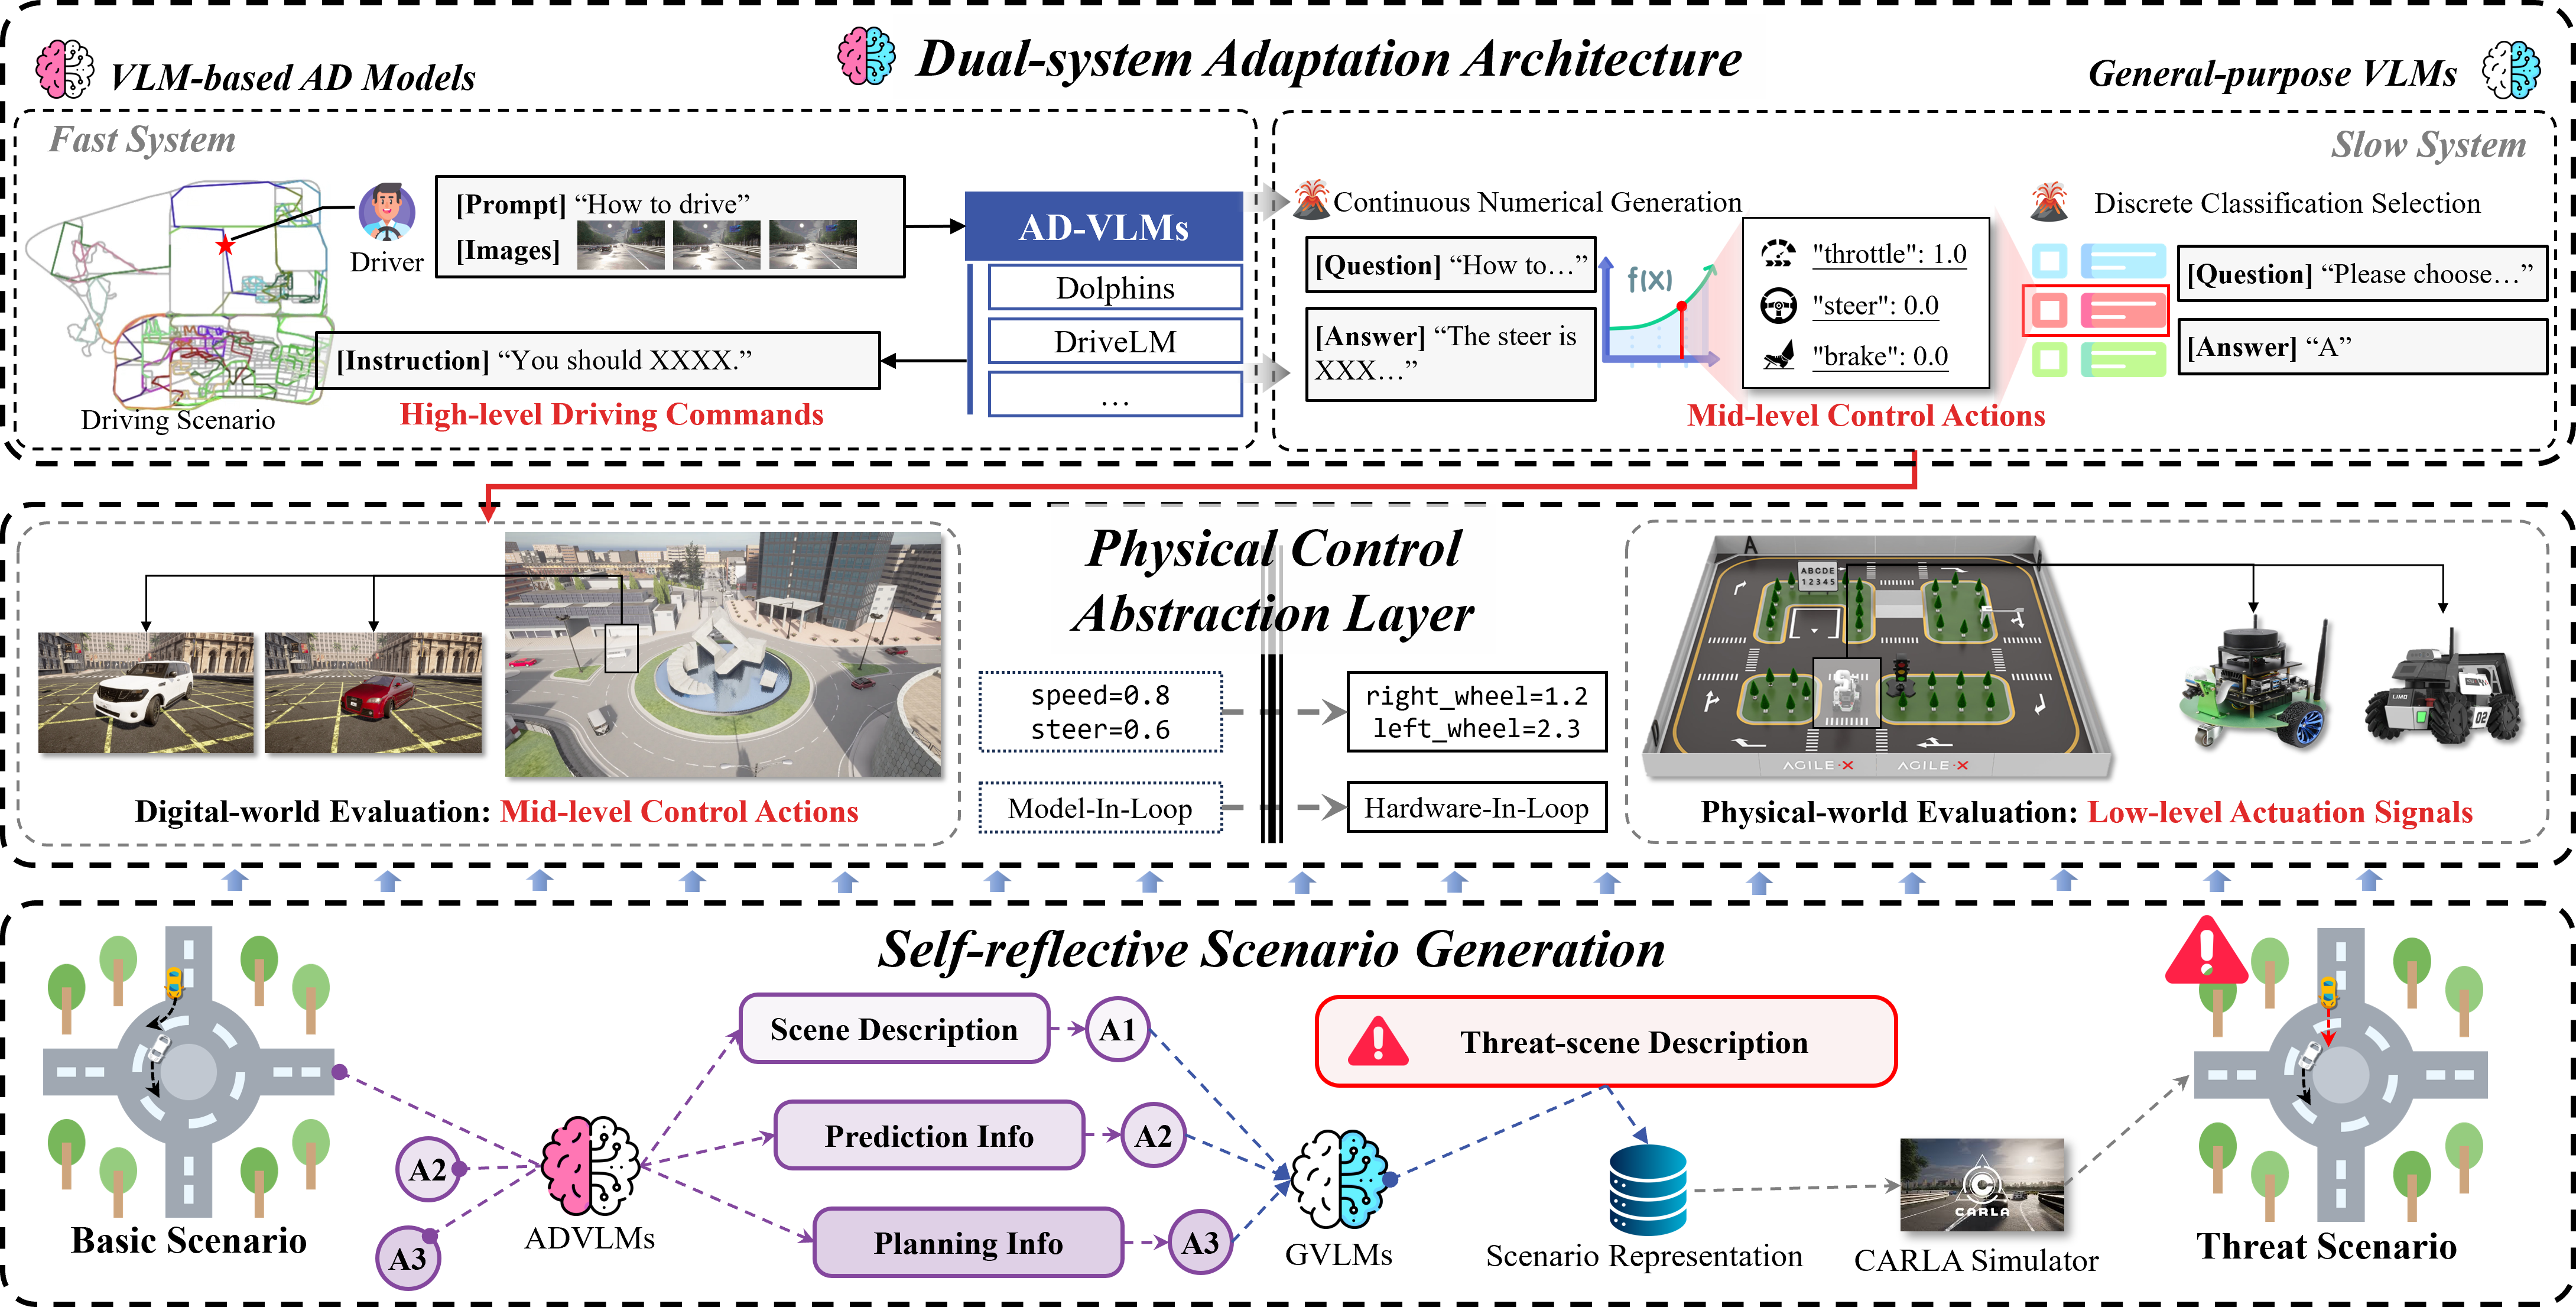 Dual-system Adaptation Architecture
VLM-based AD Models
General-purpose VLMs
Fast System
Driver
[Prompt] “How to drive”
[Images]
AD-VLMs
Dolphins
DriveLM
…
[Instruction] “You should XXXX.”
Driving Scenario
High-level Driving Commands
Slow System
Continuous Numerical Generation
[Question] “How to…”
[Answer] “The steer is
XXX…”
f(x)
"throttle": 1.0
"steer": 0.0
"brake": 0.0
Mid-level Control Actions
Discrete Classification Selection
[Question] “Please choose…”
[Answer] “A”
Physical Control
Abstraction Layer
Digital-world Evaluation: Mid-level Control Actions
speed=0.8
steer=0.6
right_wheel=1.2
left_wheel=2.3
Model-In-Loop
Hardware-In-Loop
A
ABCDE
12345
AGILE·X
AGILE·X
LIMO
02
Physical-world Evaluation: Low-level Actuation Signals
Self-reflective Scenario Generation
Basic Scenario
A2
A3
ADVLMs
Scene Description
A1
Prediction Info
A2
Planning Info
A3
GVLMs
Threat-scene Description
Scenario Representation
CARLA
CARLA Simulator
Threat Scenario